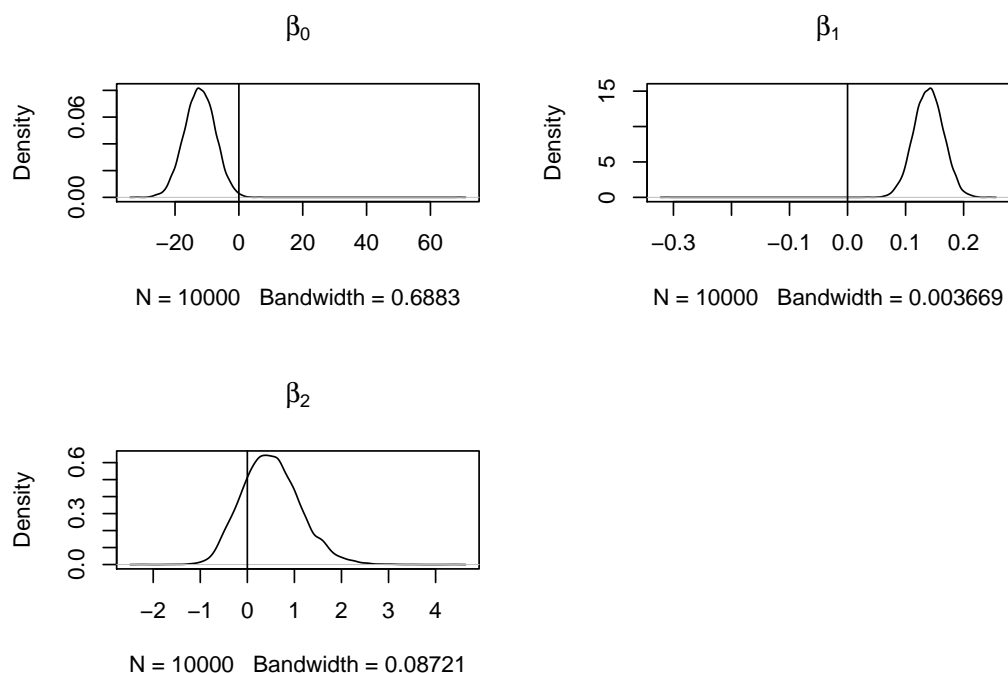 β0
Density
0.00 0.06
−20 0 20 40 60
N = 10000 Bandwidth = 0.6883
β1
Density
0 5 15
−0.3 −0.1 0.0 0.1 0.2
N = 10000 Bandwidth = 0.003669
β2
Density
0.0 0.3 0.6
−2 −1 0 1 2 3 4
N = 10000 Bandwidth = 0.08721